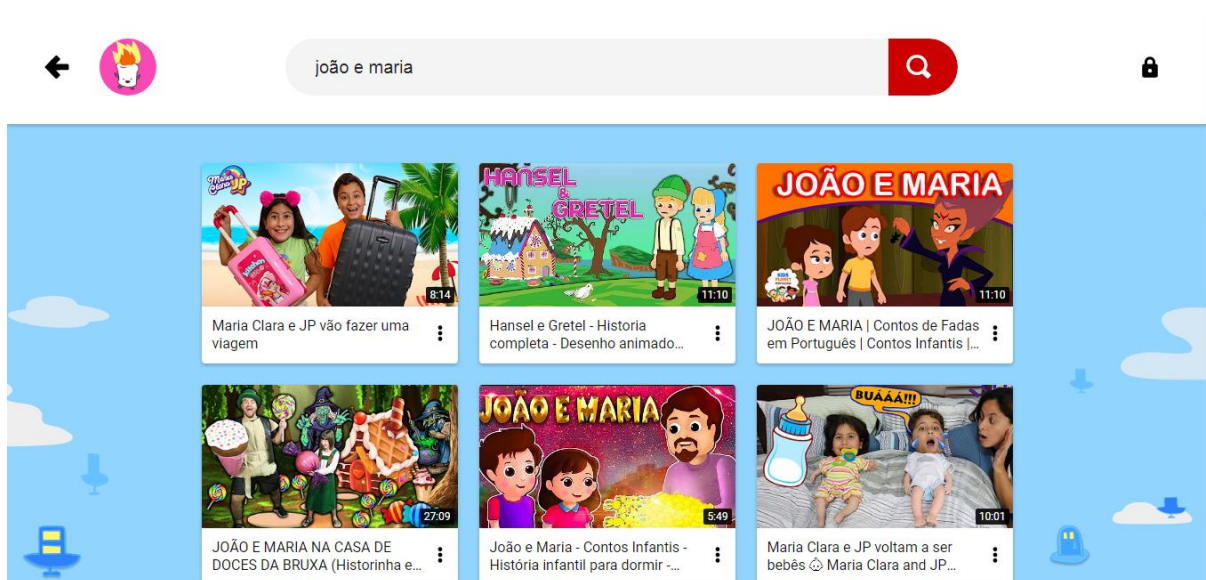 joão e maria
Maria Clara & JP
8:14
HANSEL
&
GRETEL
11:10
JOÃO E MARIA
KIDS
PLANET
11:10
Maria Clara e JP vão fazer uma
viagem
Hansel e Gretel - Historia
completa - Desenho animado...
JOÃO E MARIA | Contos de Fadas
em Português | Contos Infantis |...
27:09
JOÃO E MARIA
5:49
BUÁÁÁ!!!
10:01
JOÃO E MARIA NA CASA DE
DOCES DA BRUXA (Historinha e...
João e Maria - Contos Infantis -
História infantil para dormir -...
Maria Clara e JP voltam a ser
bebês 👶 Maria Clara and JP...